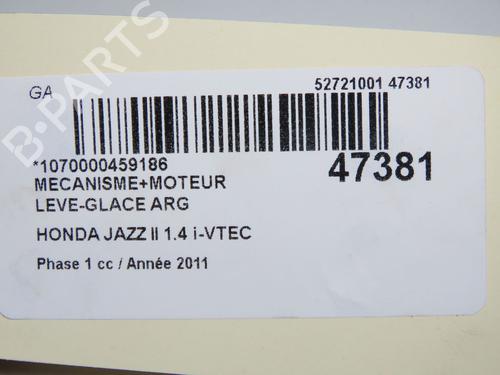 GA
52721001 47381
*1070000459186
47381
MECANISME+MOTEUR
LEVE-GLACE ARG
HONDA JAZZ II 1.4 i-VTEC
Phase 1 cc / Année 2011
B-PARTS